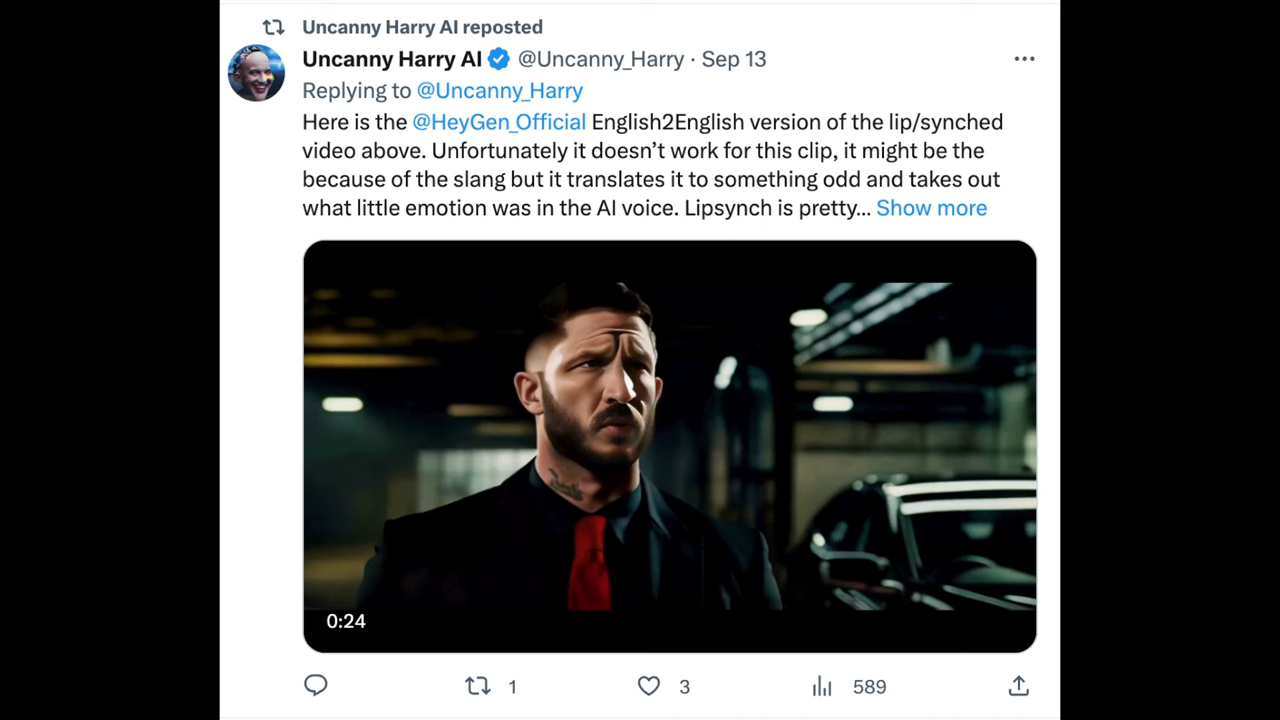 Uncanny Harry AI reposted
Uncanny Harry AI @Uncanny_Harry · Sep 13
Replying to @Uncanny_Harry
Here is the @HeyGen_Official English2English version of the lip/synched
video above. Unfortunately it doesn’t work for this clip, it might be the
because of the slang but it translates it to something odd and takes out
what little emotion was in the AI voice. Lipsynch is pretty... Show more
0:24
1 3 589